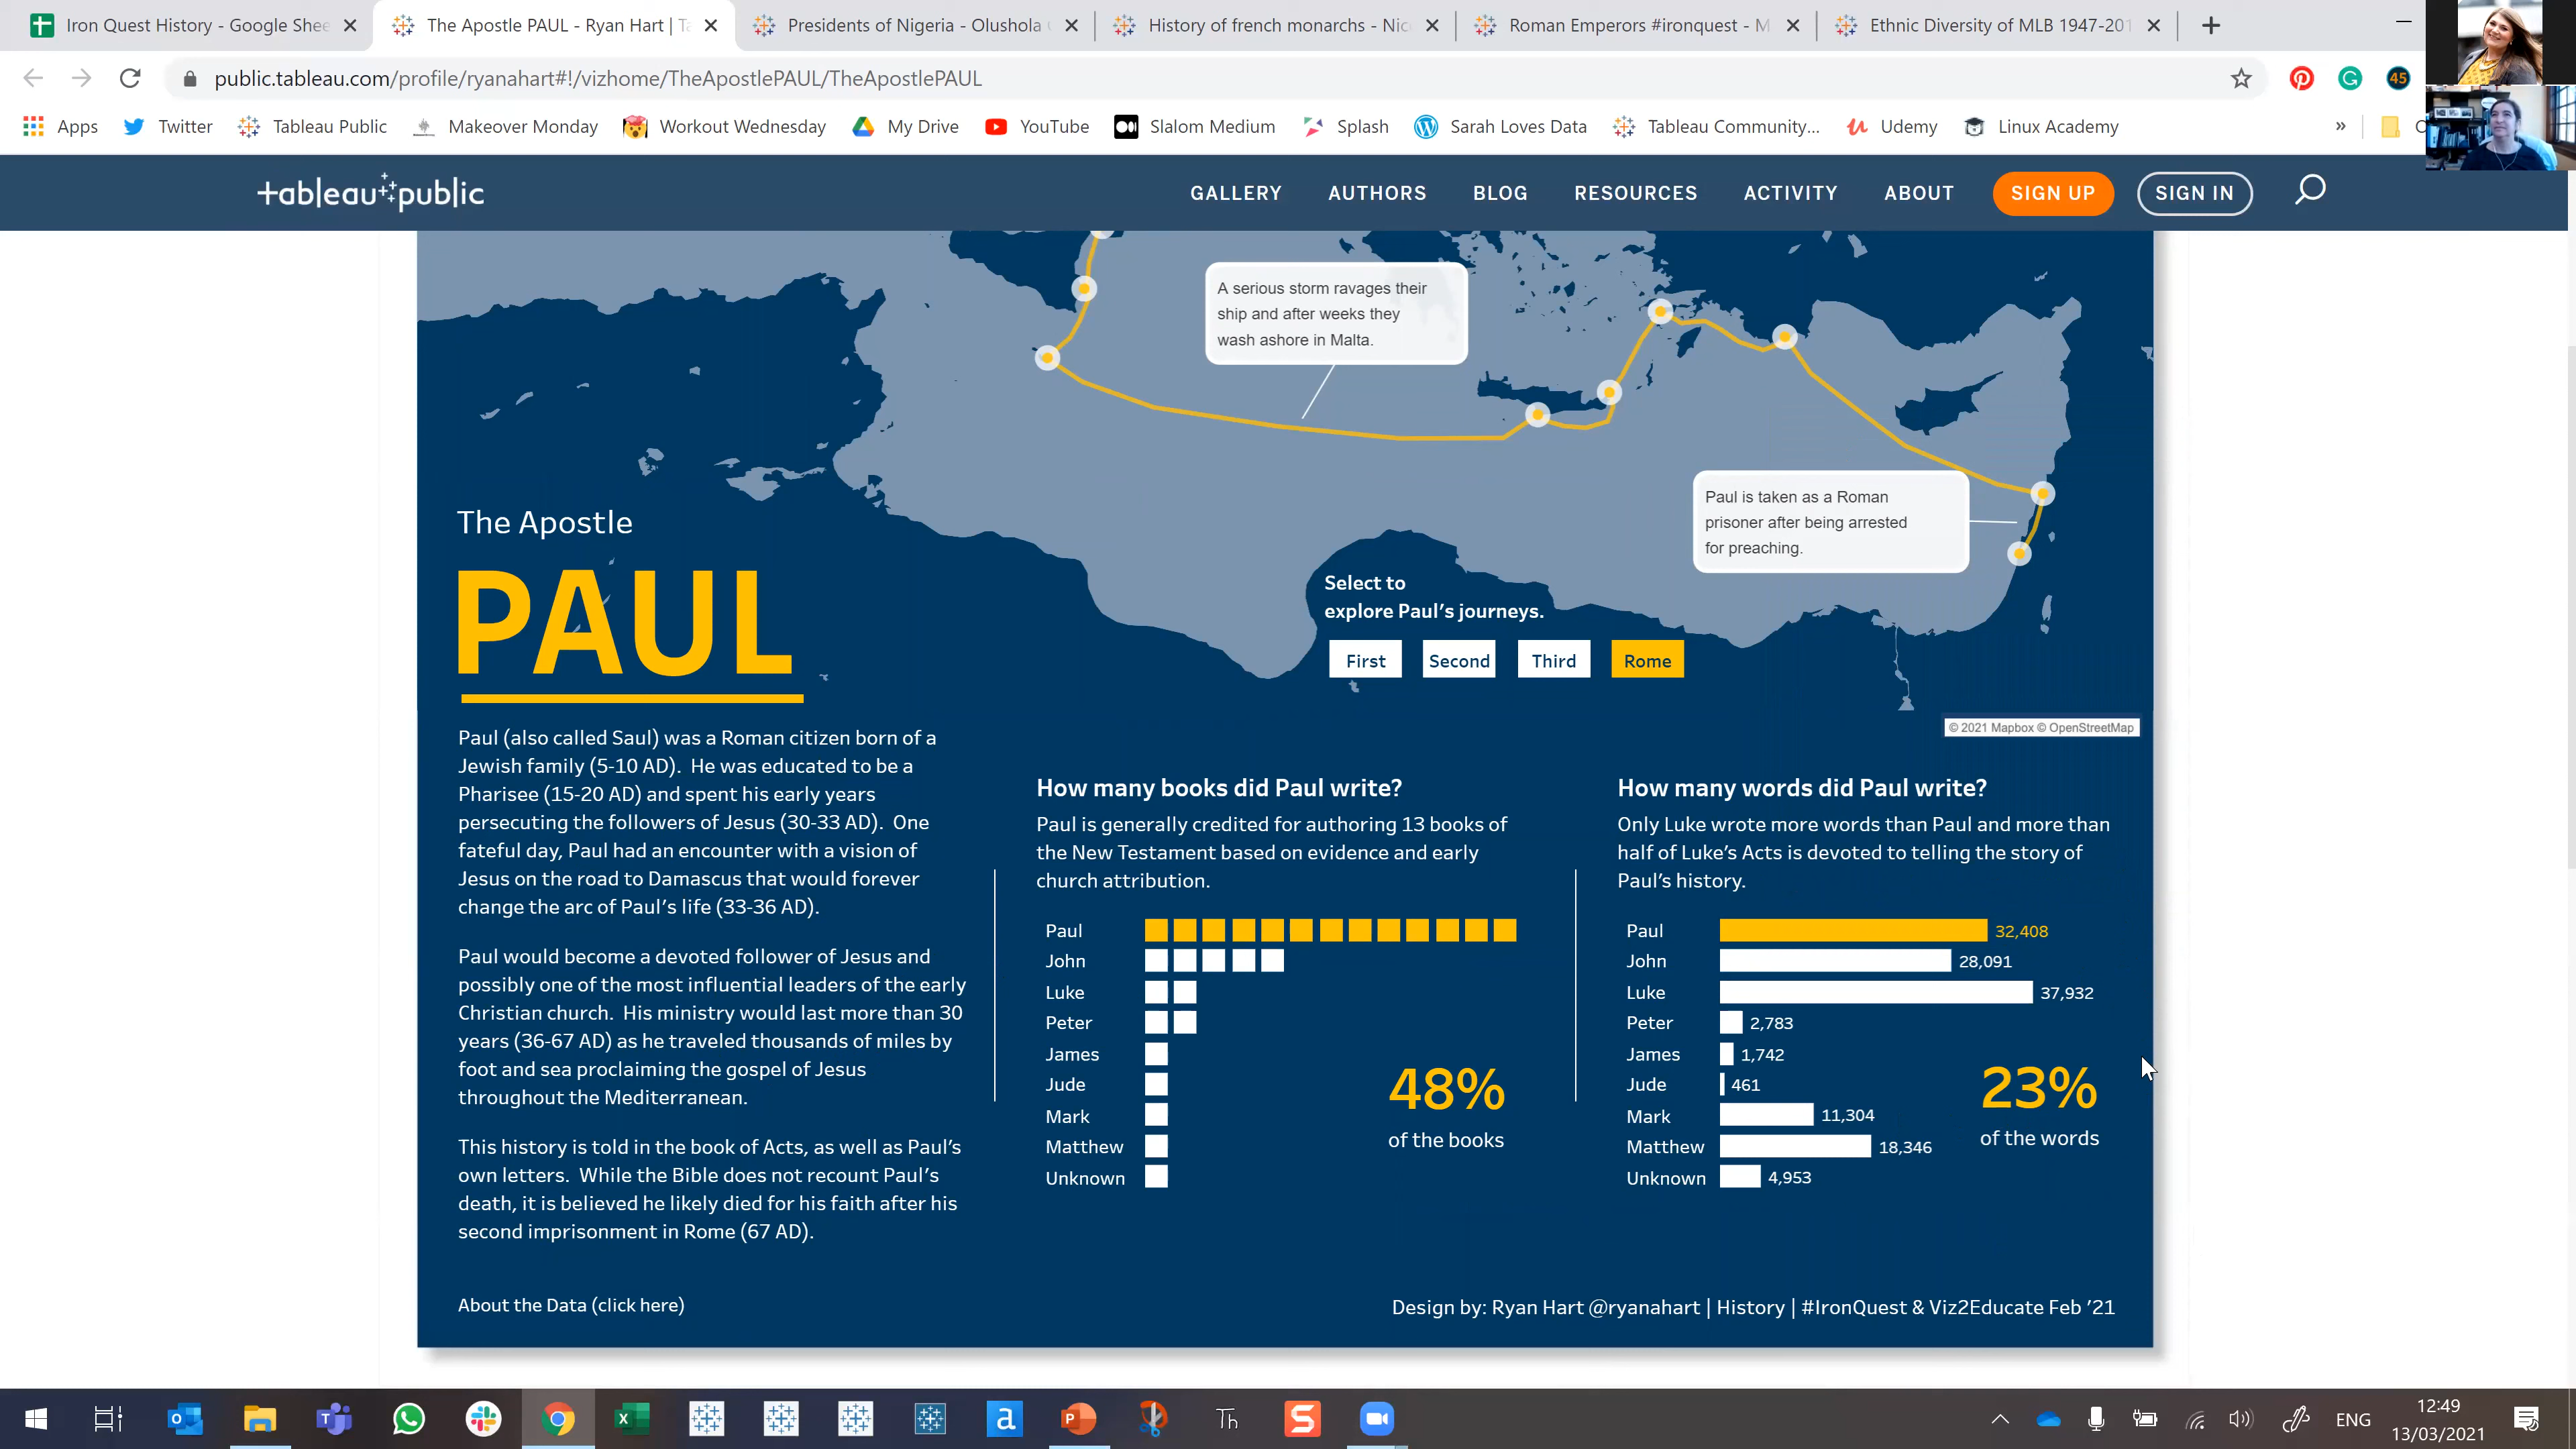 Iron Quest History - Google Shee
The Apostle PAUL - Ryan Hart | Ta
Presidents of Nigeria - Olushola
History of french monarchs - Nic
Roman Emperors #ironquest - M
Ethnic Diversity of MLB 1947-201
public.tableau.com/profile/ryanahart#!/vizhome/TheApostlePAUL/TheApostlePAUL
45
Apps
Twitter
Tableau Public
Makeover Monday
Workout Wednesday
My Drive
YouTube
Slalom Medium
Splash
Sarah Loves Data
Tableau Community...
Udemy
Linux Academy
»
tableau public
GALLERY
AUTHORS
BLOG
RESOURCES
ACTIVITY
ABOUT
SIGN UP
SIGN IN
A serious storm ravages their
ship and after weeks they
wash ashore in Malta.
Paul is taken as a Roman
prisoner after being arrested
for preaching.
The Apostle
PAUL
Select to
explore Paul's journeys.
First
Second
Third
Rome
© 2021 Mapbox © OpenStreetMap
Paul (also called Saul) was a Roman citizen born of a
Jewish family (5-10 AD). He was educated to be a
Pharisee (15-20 AD) and spent his early years
persecuting the followers of Jesus (30-33 AD). One
fateful day, Paul had an encounter with a vision of
Jesus on the road to Damascus that would forever
change the arc of Paul's life (33-36 AD).
Paul would become a devoted follower of Jesus and
possibly one of the most influential leaders of the early
Christian church. His ministry would last more than 30
years (36-67 AD) as he traveled thousands of miles by
foot and sea proclaiming the gospel of Jesus
throughout the Mediterranean.
This history is told in the book of Acts, as well as Paul's
own letters. While the Bible does not recount Paul's
death, it is believed he likely died for his faith after his
second imprisonment in Rome (67 AD).
How many books did Paul write?
Paul is generally credited for authoring 13 books of
the New Testament based on evidence and early
church attribution.
Paul
John
Luke
Peter
James
Jude
Mark
Matthew
Unknown
48%
of the books
How many words did Paul write?
Only Luke wrote more words than Paul and more than
half of Luke's Acts is devoted to telling the story of
Paul's history.
Paul 32,408
John 28,091
Luke 37,932
Peter 2,783
James 1,742
Jude 461
Mark 11,304
Matthew 18,346
Unknown 4,953
23%
of the words
About the Data (click here)
Design by: Ryan Hart @ryanahart | History | #IronQuest & Viz2Educate Feb '21
Th
ENG
12:49
13/03/2021